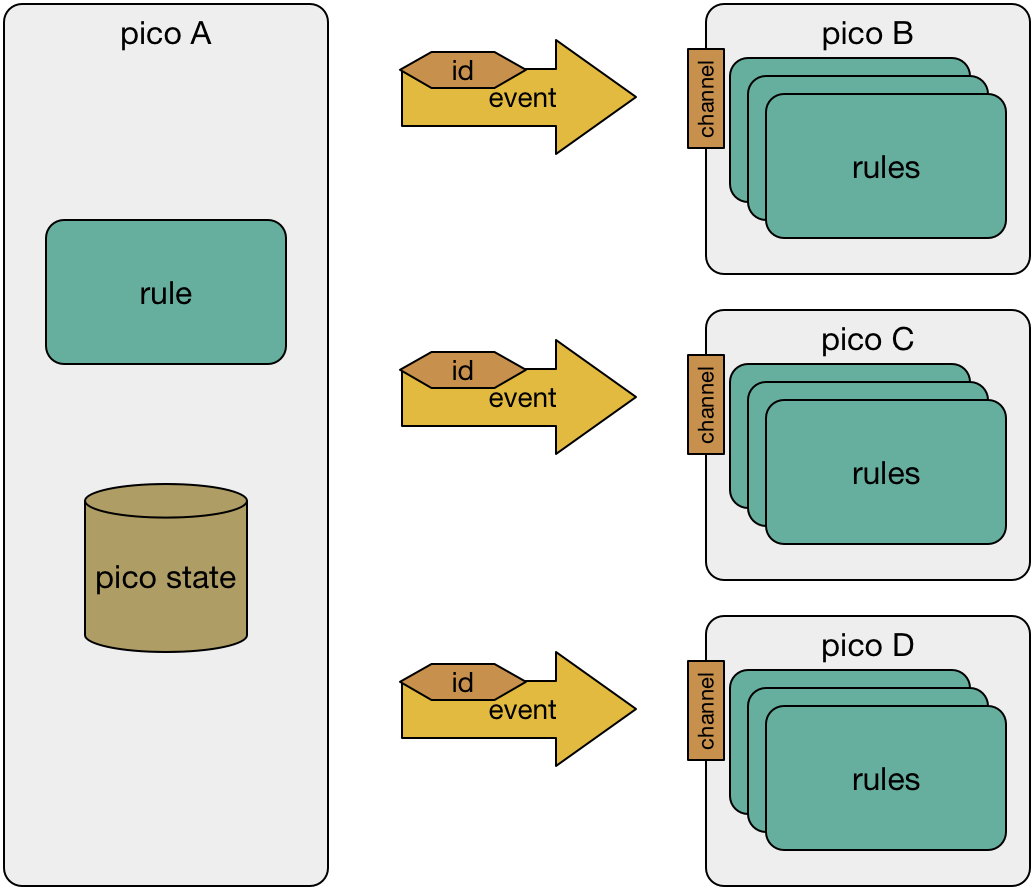 pico A
rule
pico state
id
event
id
event
id
event
pico B
channel
rules
pico C
channel
rules
pico D
channel
rules